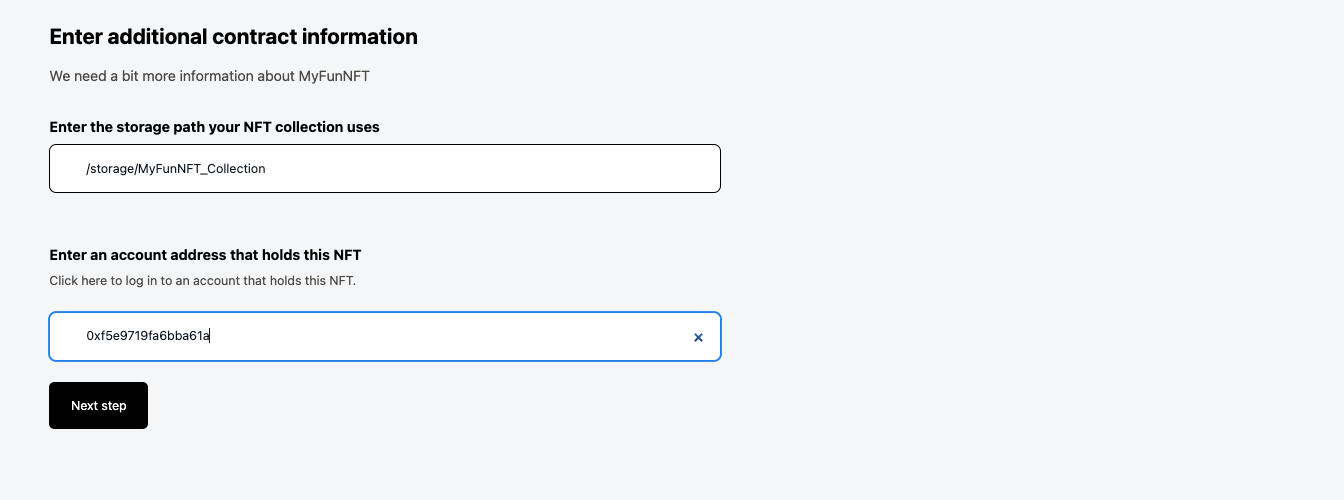 Enter additional contract information
We need a bit more information about MyFunNFT
Enter the storage path your NFT collection uses
/storage/MyFunNFT_Collection
Enter an account address that holds this NFT
Click here to log in to an account that holds this NFT.
0xf5e9719fa6bba61a
Next step